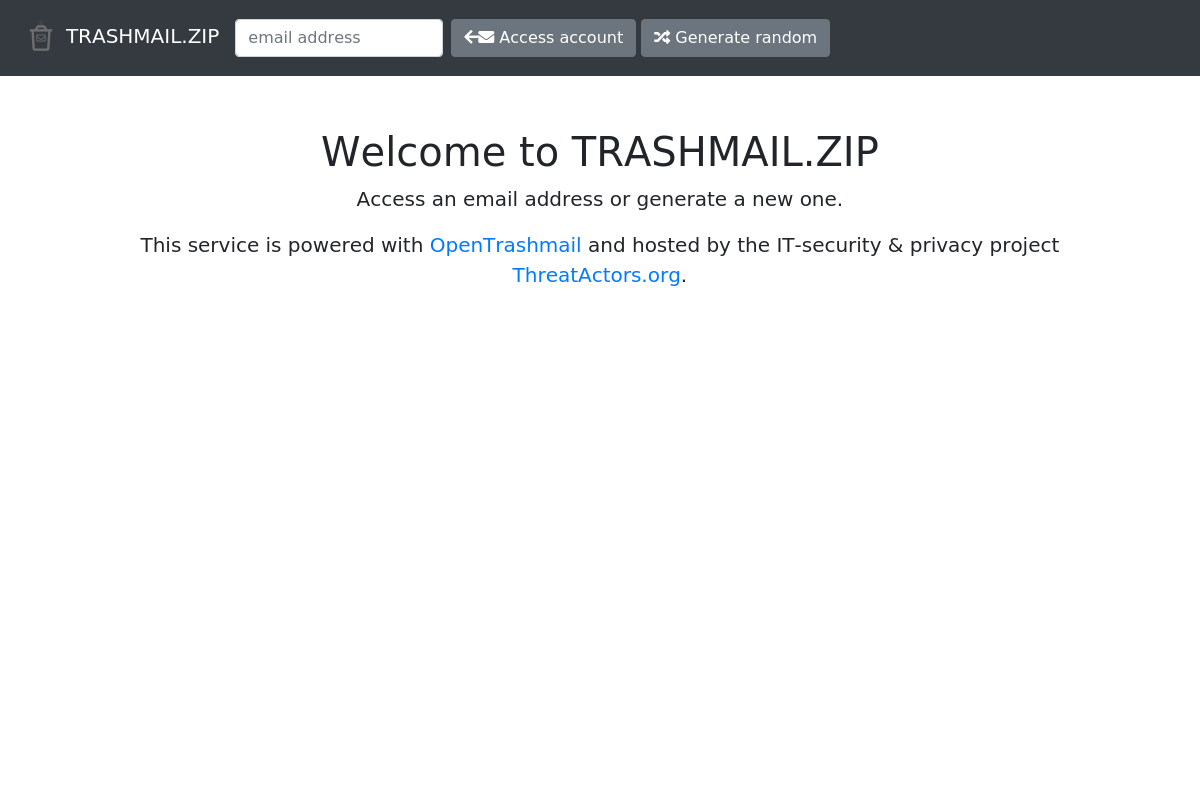 TRASHMAIL.ZIP email address Access account Generate random
Welcome to TRASHMAIL.ZIP
Access an email address or generate a new one.
This service is powered with OpenTrashmail and hosted by the IT-security & privacy project
ThreatActors.org.